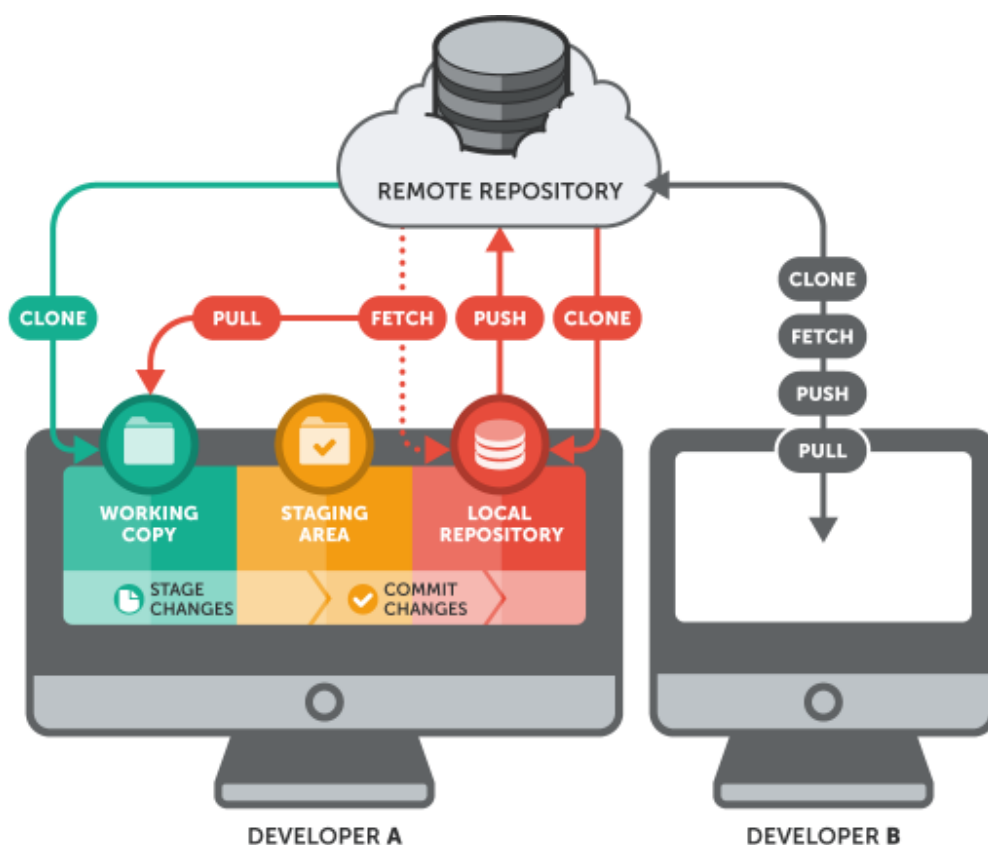 REMOTE REPOSITORY
CLONE
PULL
FETCH
PUSH
CLONE
CLONE
FETCH
PUSH
PULL
WORKING
COPY
STAGING
AREA
LOCAL
REPOSITORY
STAGE
CHANGES
COMMIT
CHANGES
DEVELOPER A
DEVELOPER B